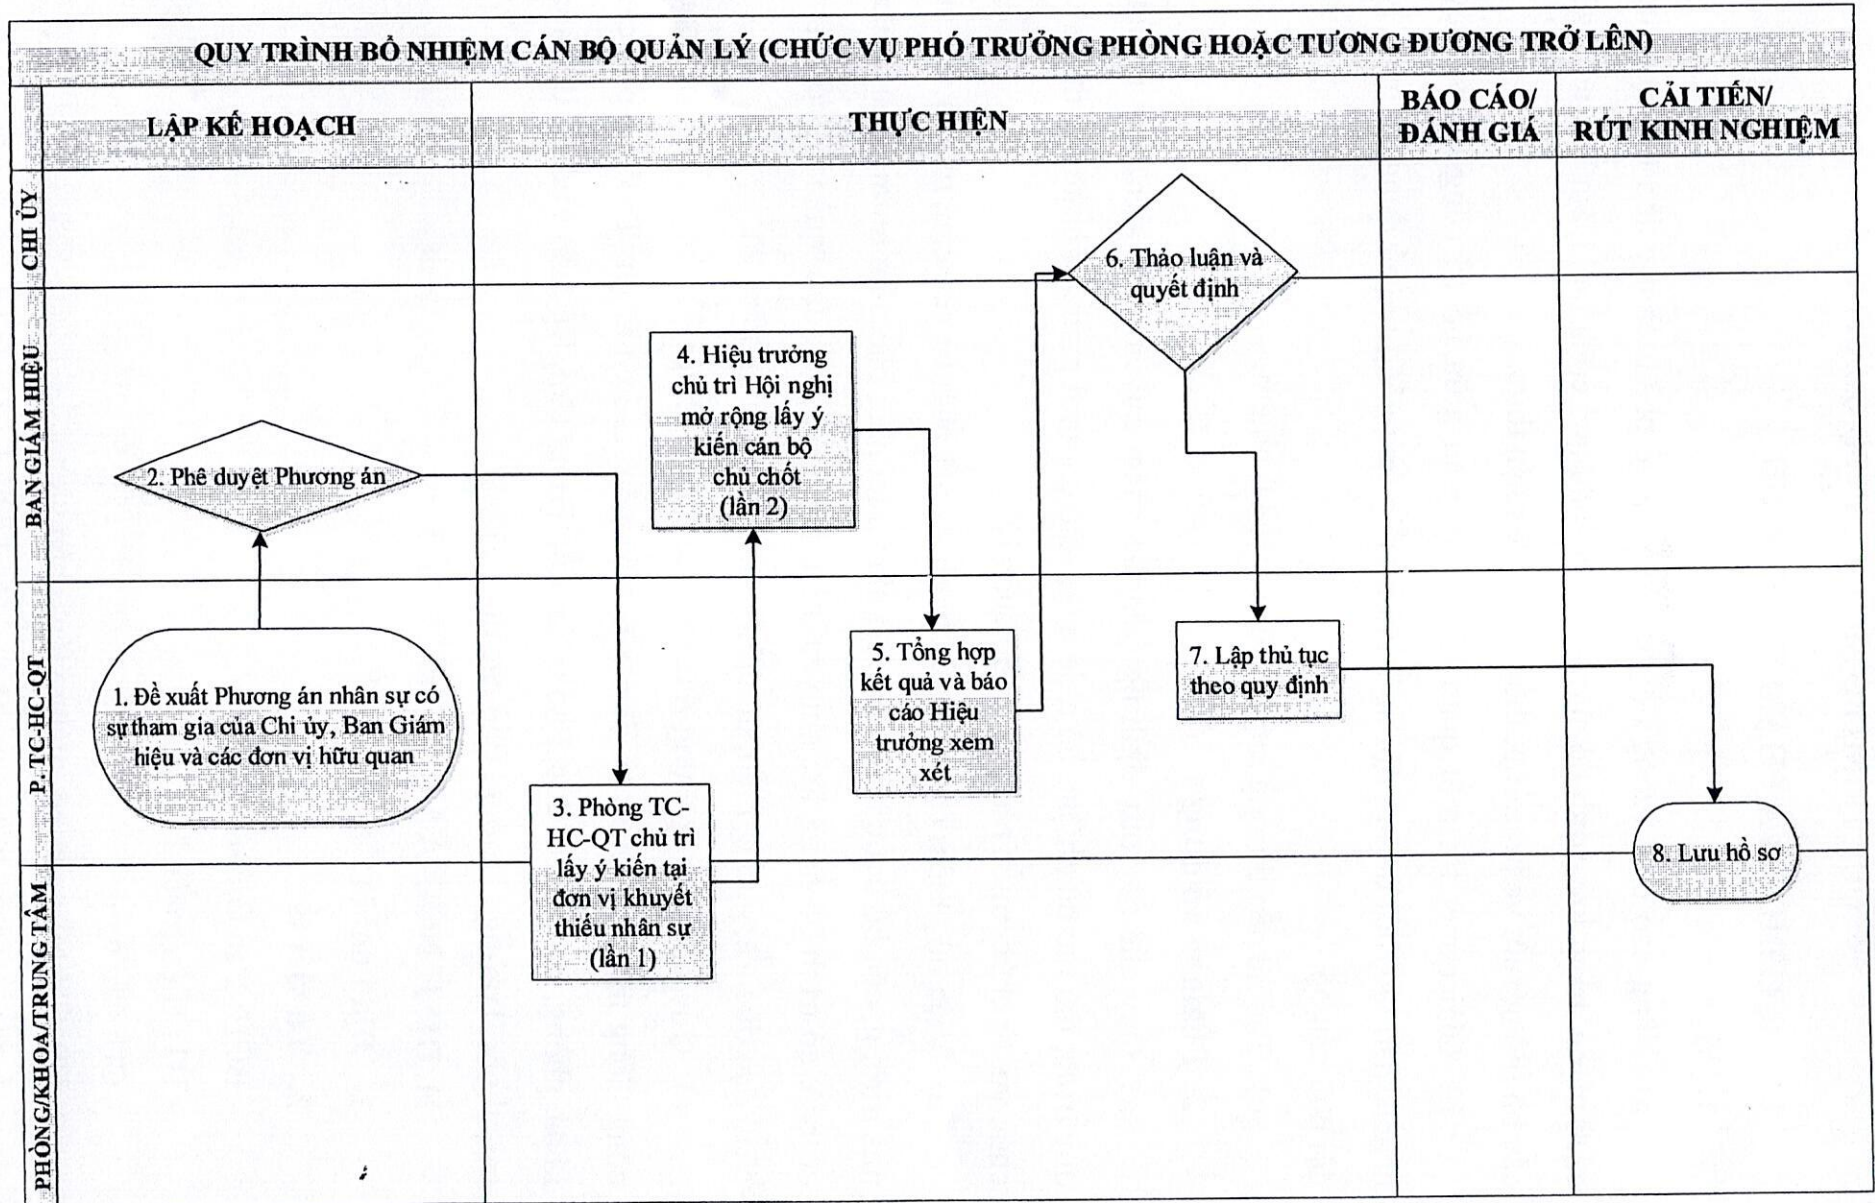 QUY TRÌNH BỔ NHIỆM CÁN BỘ QUẢN LÝ (CHỨC VỤ PHÓ TRƯỞNG PHÒNG HOẶC TƯƠNG ĐƯƠNG TRỞ LÊN)
LẬP KẾ HOẠCH
THỰC HIỆN
BÁO CÁO/
ĐÁNH GIÁ
CẢI TIẾN/
RÚT KINH NGHIỆM
CHI ỦY
6. Thảo luận và
quyết định
BAN GIÁM HIỆU
2. Phê duyệt Phương án
4. Hiệu trưởng
chủ trì Hội nghị
mở rộng lấy ý
kiến cán bộ
chủ chốt
(lần 2)
P. TC-HC-QT
1. Đề xuất Phương án nhân sự có
sự tham gia của Chi ủy, Ban Giám
hiệu và các đơn vị hữu quan
3. Phòng TC-
HC-QT chủ trì
lấy ý kiến tại
đơn vị khuyết
thiếu nhân sự
(lần 1)
5. Tổng hợp
kết quả và báo
cáo Hiệu
trưởng xem
xét
7. Lập thủ tục
theo quy định
8. Lưu hồ sơ
PHÒNG/KHOA/TRUNG TÂM